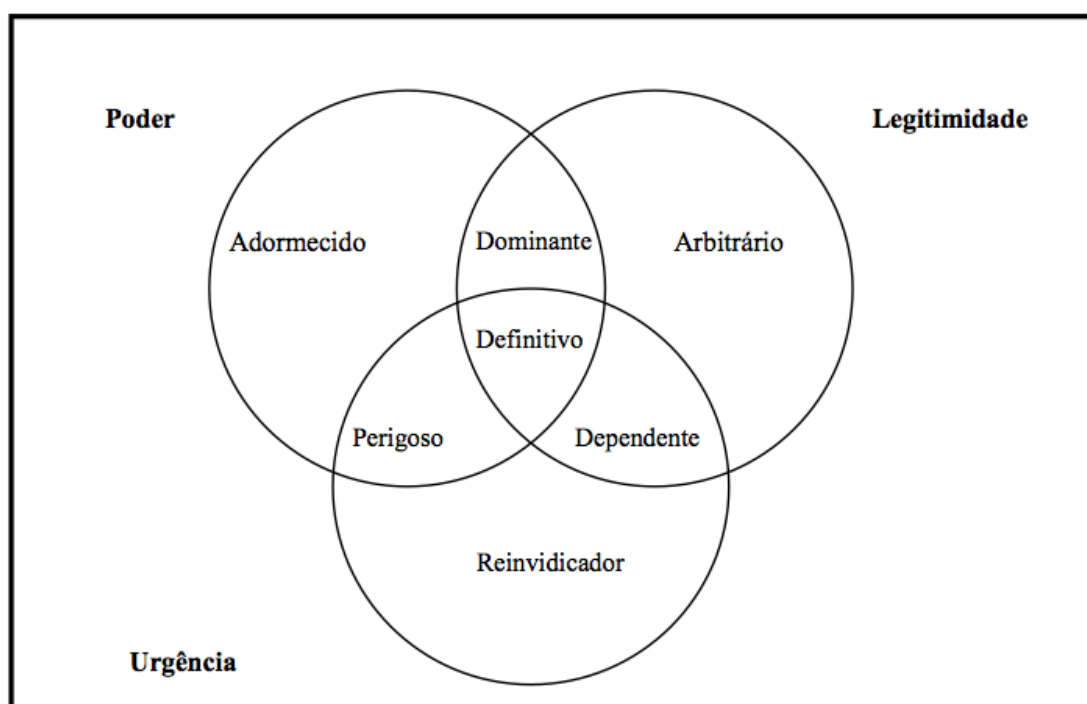 Poder
Legitimidade
Adormecido
Dominante
Arbitrário
Definitivo
Perigoso
Dependente
Reinvidicador
Urgência